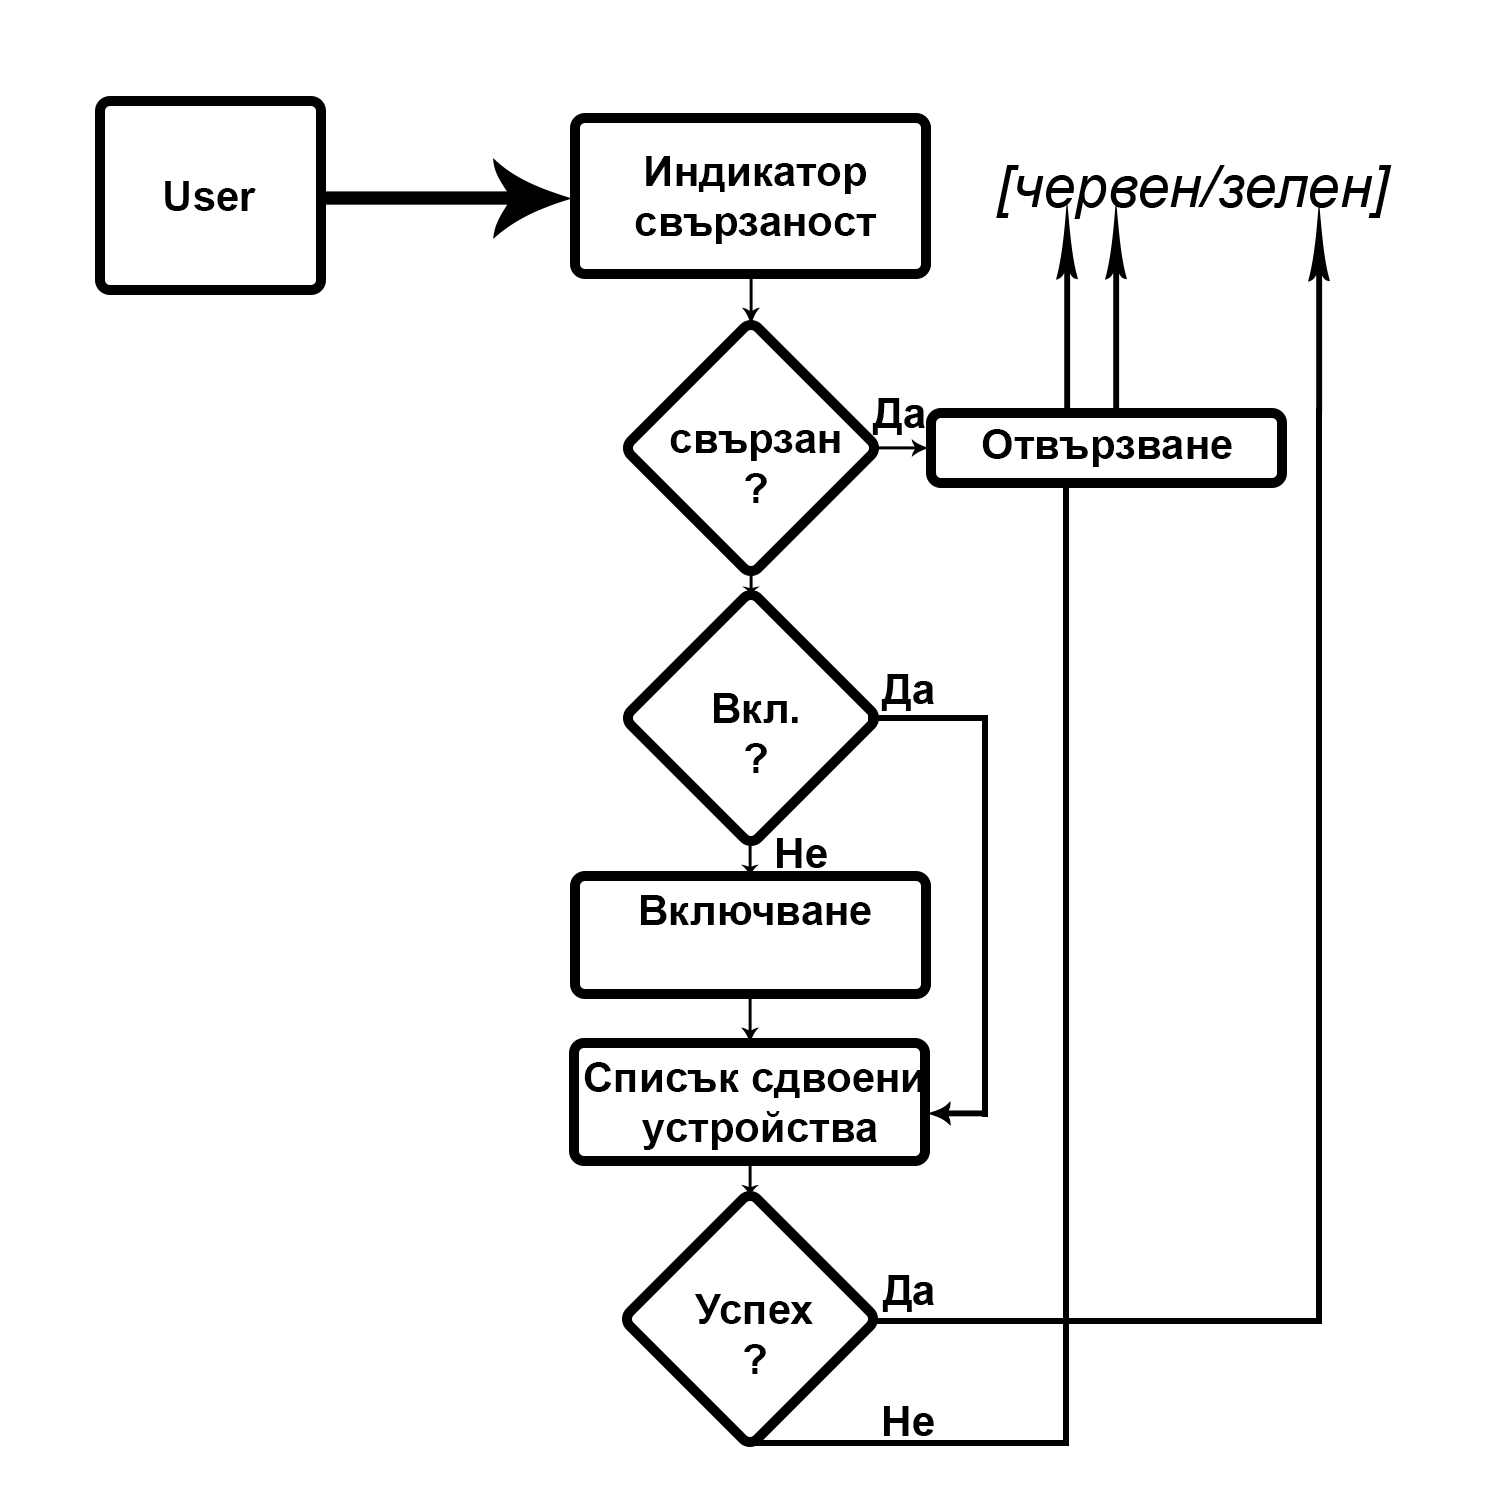 User
Индикатор
свързаност
[червен/зелен]
свързан
?
Да
Отвързване
Вкл.
?
Да
Не
Включване
Списък сдвоени
устройства
Успех
?
Да
Не